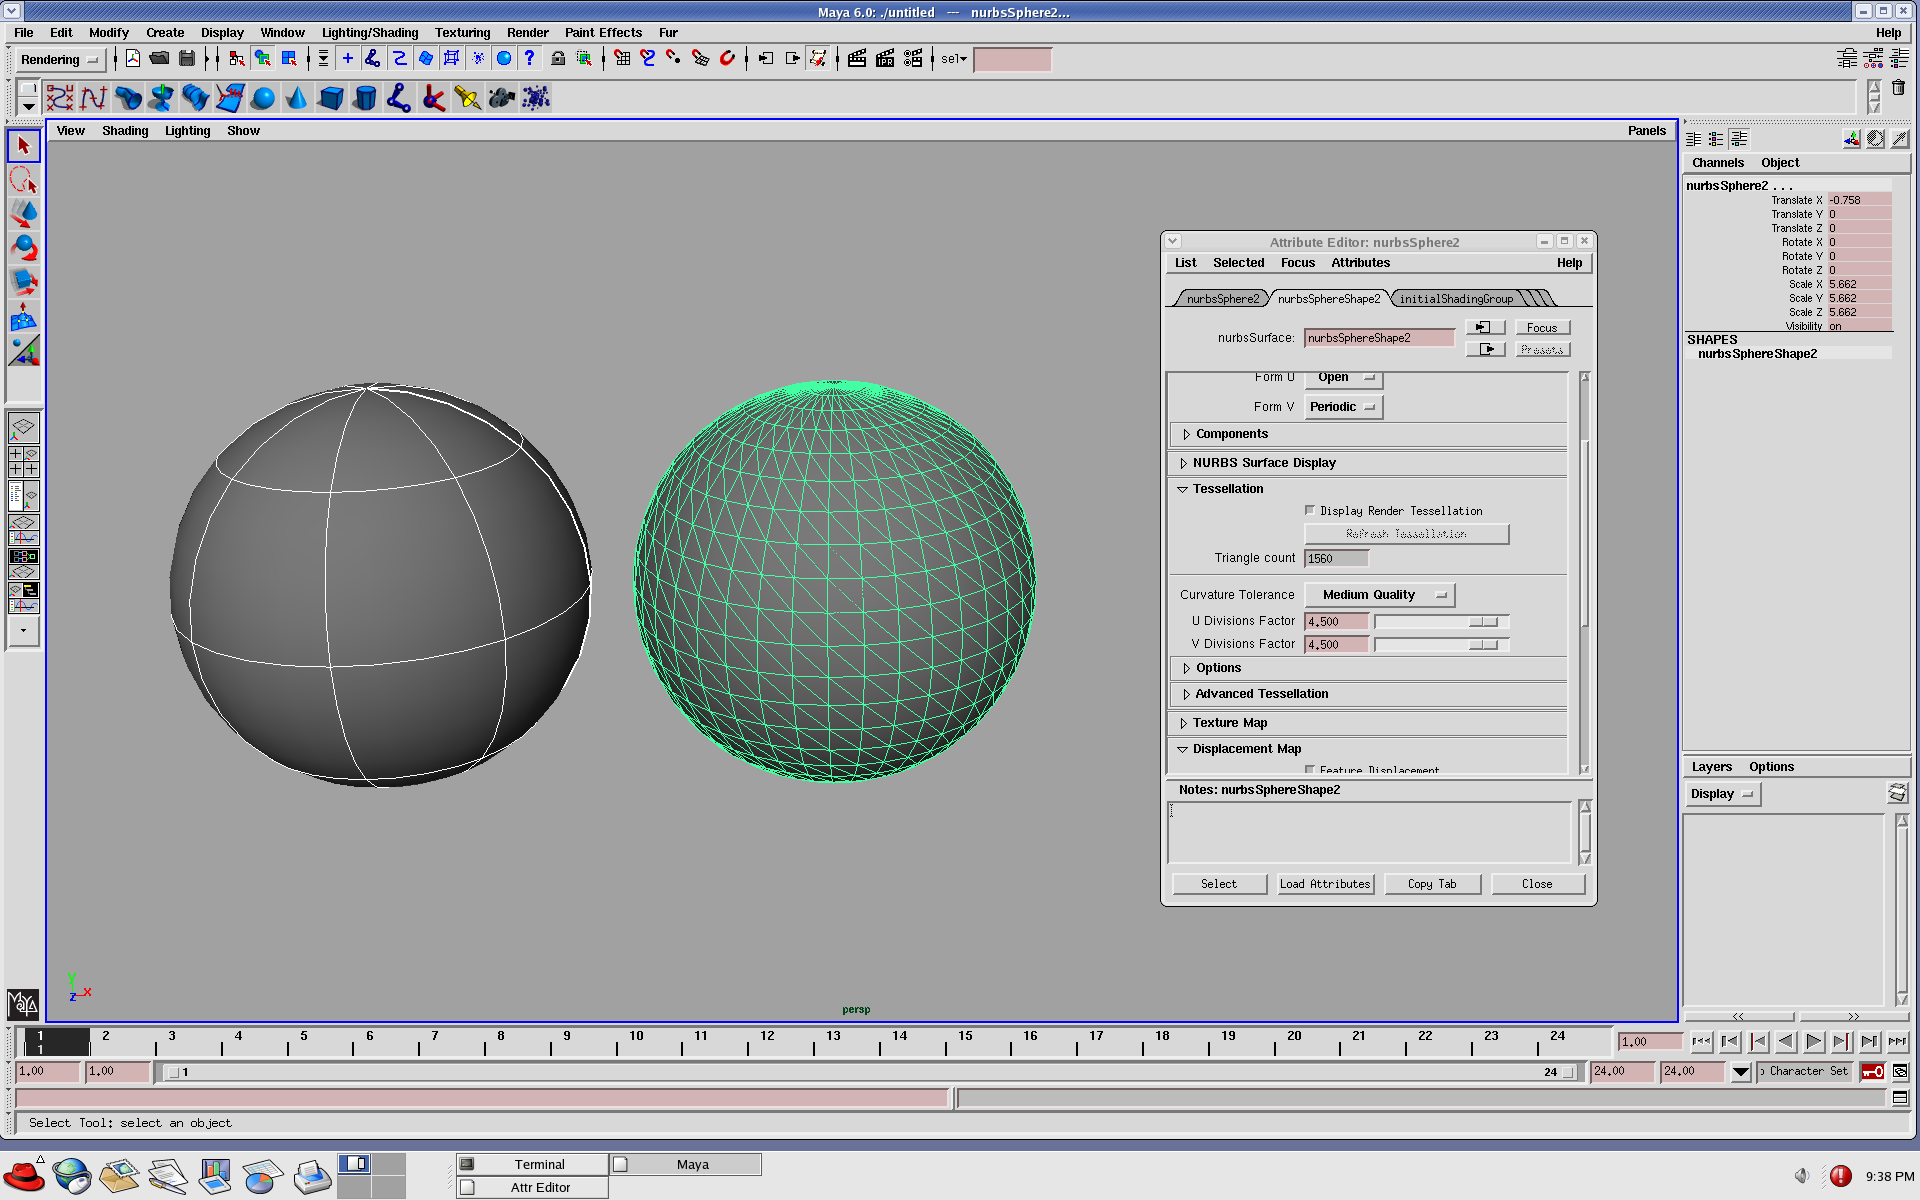 Maya 6.0: ./untitled --- nurbsSphere2...
File Edit Modify Create Display Window Lighting/Shading Texturing Render Paint Effects Fur Help
Rendering
sel
View Shading Lighting Show Panels
Channels Object
nurbsSphere2 . . .
Translate X -0.758
Translate Y 0
Translate Z 0
Rotate X 0
Rotate Y 0
Rotate Z 0
Scale X 5.662
Scale Y 5.662
Scale Z 5.662
Visibility on
SHAPES
nurbsSphereShape2
Attribute Editor: nurbsSphere2
List Selected Focus Attributes Help
nurbsSphere2 nurbsSphereShape2 initialShadingGroup
nurbsSurface: nurbsSphereShape2
Focus
Presets
Form U Open
Form V Periodic
Components
NURBS Surface Display
Tessellation
Display Render Tessellation
Refresh Tessellation
Triangle count 1560
Curvature Tolerance Medium Quality
U Divisions Factor 4.500
V Divisions Factor 4.500
Options
Advanced Tessellation
Texture Map
Displacement Map
Feature Displacement
Notes: nurbsSphereShape2
Select Load Attributes Copy Tab Close
Layers Options
Display
<< >>
Y
Z X
persp
MAYA
1 2 3 4 5 6 7 8 9 10 11 12 13 14 15 16 17 18 19 20 21 22 23 24
1
1.00
1.00 1.00 1 24 24.00 24.00 Character Set
Select Tool: select an object
Terminal Maya
Attr Editor
9:38 PM